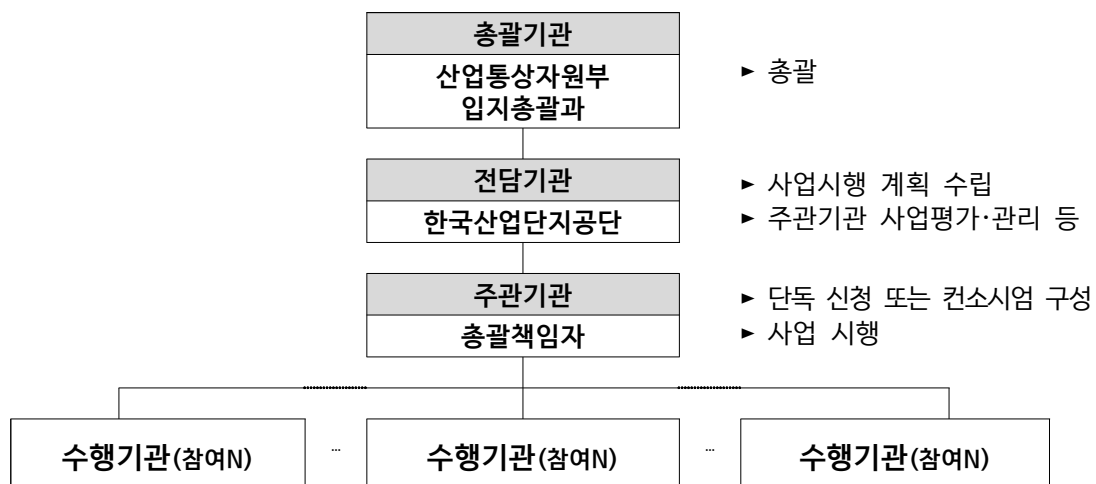 총괄기관
산업통상자원부
입지총괄과
► 총괄
전담기관
한국산업단지공단
► 사업시행 계획 수립
► 주관기관 사업평가·관리 등
주관기관
총괄책임자
► 단독 신청 또는 컨소시엄 구성
► 사업 시행
수행기관(참여N) … 수행기관(참여N) … 수행기관(참여N)